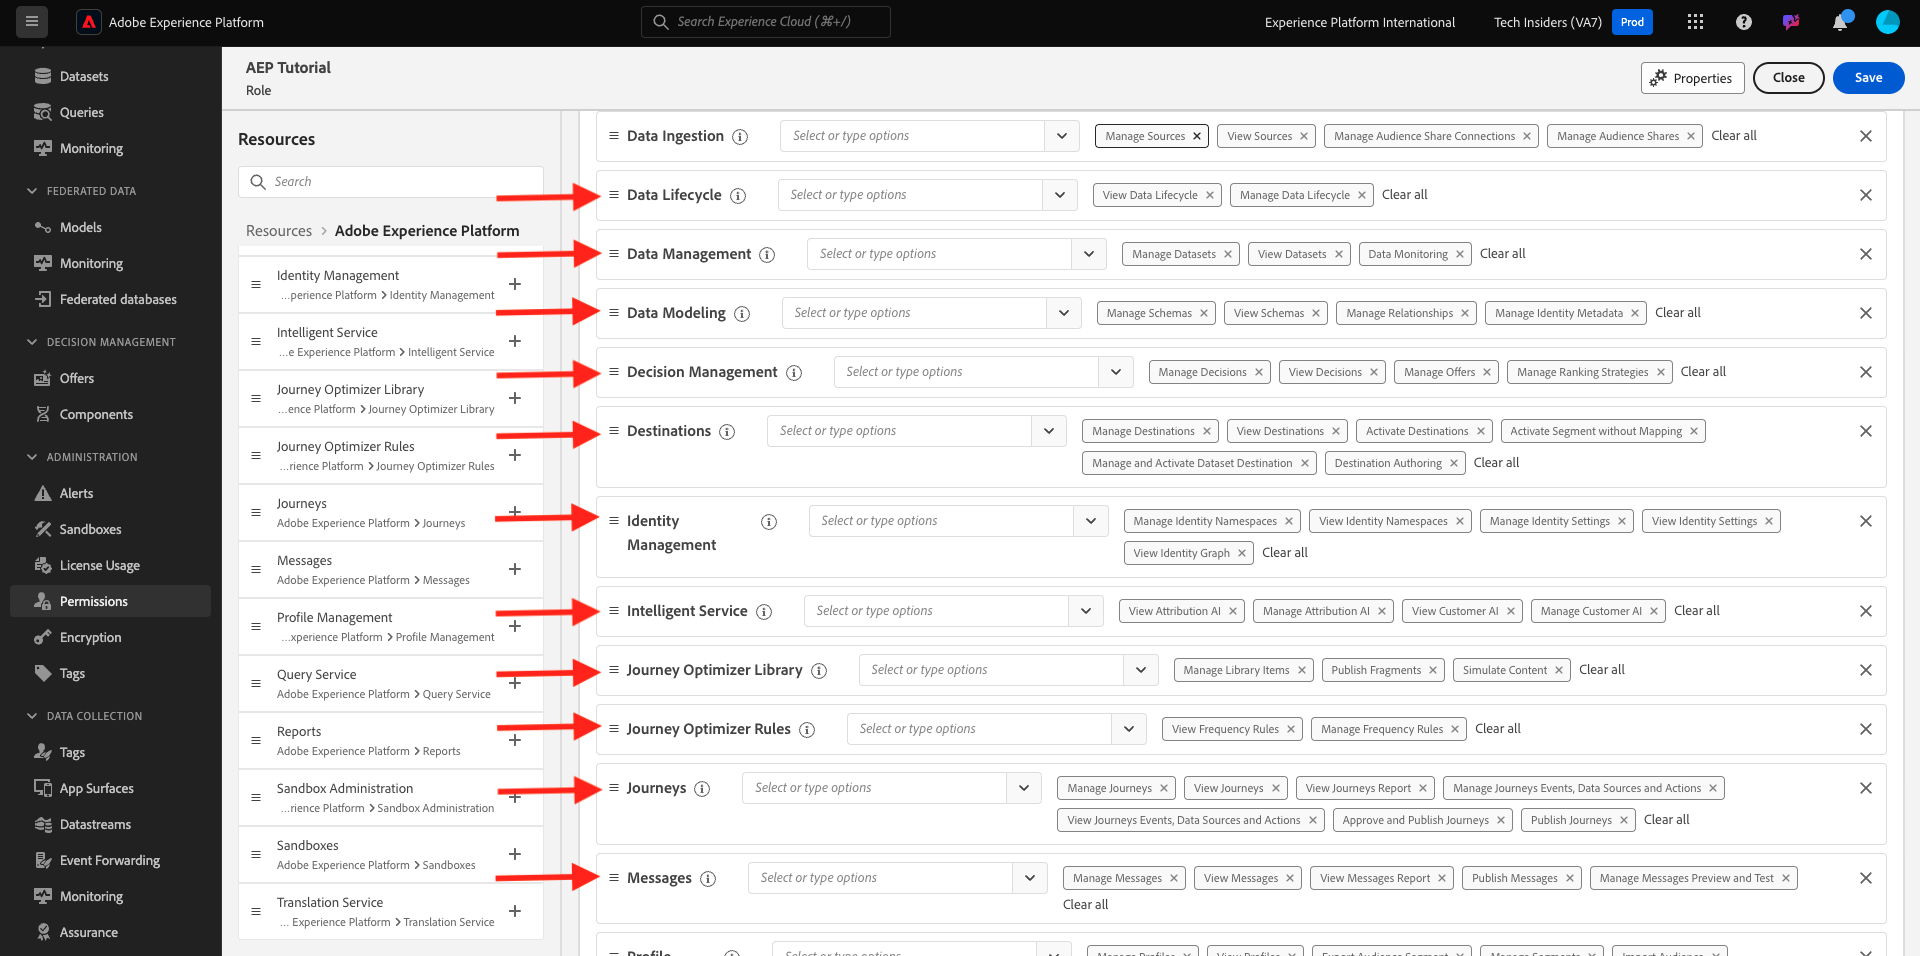 Adobe Experience Platform
Search Experience Cloud (⌘+/)
Experience Platform International
Tech Insiders (VA7)
Prod
Datasets
Queries
Monitoring
FEDERATED DATA
Models
Monitoring
Federated databases
DECISION MANAGEMENT
Offers
Components
ADMINISTRATION
Alerts
Sandboxes
License Usage
Permissions
Encryption
Tags
DATA COLLECTION
Tags
App Surfaces
Datastreams
Event Forwarding
Monitoring
Assurance
AEP Tutorial
Role
Properties
Close
Save
Resources
Search
Resources > Adobe Experience Platform
Identity Management
...perience Platform > Identity Management
Intelligent Service
...e Experience Platform > Intelligent Service
Journey Optimizer Library
...ence Platform > Journey Optimizer Library
Journey Optimizer Rules
...rience Platform > Journey Optimizer Rules
Journeys
Adobe Experience Platform > Journeys
Messages
Adobe Experience Platform > Messages
Profile Management
...xperience Platform > Profile Management
Query Service
Adobe Experience Platform > Query Service
Reports
Adobe Experience Platform > Reports
Sandbox Administration
...rience Platform > Sandbox Administration
Sandboxes
Adobe Experience Platform > Sandboxes
Translation Service
... Experience Platform > Translation Service
Data Ingestion Select or type options Manage Sources View Sources Manage Audience Share Connections Manage Audience Shares Clear all
Data Lifecycle Select or type options View Data Lifecycle Manage Data Lifecycle Clear all
Data Management Select or type options Manage Datasets View Datasets Data Monitoring Clear all
Data Modeling Select or type options Manage Schemas View Schemas Manage Relationships Manage Identity Metadata Clear all
Decision Management Select or type options Manage Decisions View Decisions Manage Offers Manage Ranking Strategies Clear all
Destinations Select or type options Manage Destinations View Destinations Activate Destinations Activate Segment without Mapping
Manage and Activate Dataset Destination Destination Authoring Clear all
Identity Management Select or type options Manage Identity Namespaces View Identity Namespaces Manage Identity Settings View Identity Settings
View Identity Graph Clear all
Intelligent Service Select or type options View Attribution AI Manage Attribution AI View Customer AI Manage Customer AI Clear all
Journey Optimizer Library Select or type options Manage Library Items Publish Fragments Simulate Content Clear all
Journey Optimizer Rules Select or type options View Frequency Rules Manage Frequency Rules Clear all
Journeys Select or type options Manage Journeys View Journeys View Journeys Report Manage Journeys Events, Data Sources and Actions
View Journeys Events, Data Sources and Actions Approve and Publish Journeys Publish Journeys Clear all
Messages Select or type options Manage Messages View Messages View Messages Report Publish Messages Manage Messages Preview and Test
Clear all
Profile Select or type options Manage Profiles View Profiles Export Audience Segment Manage Segments Import Audience